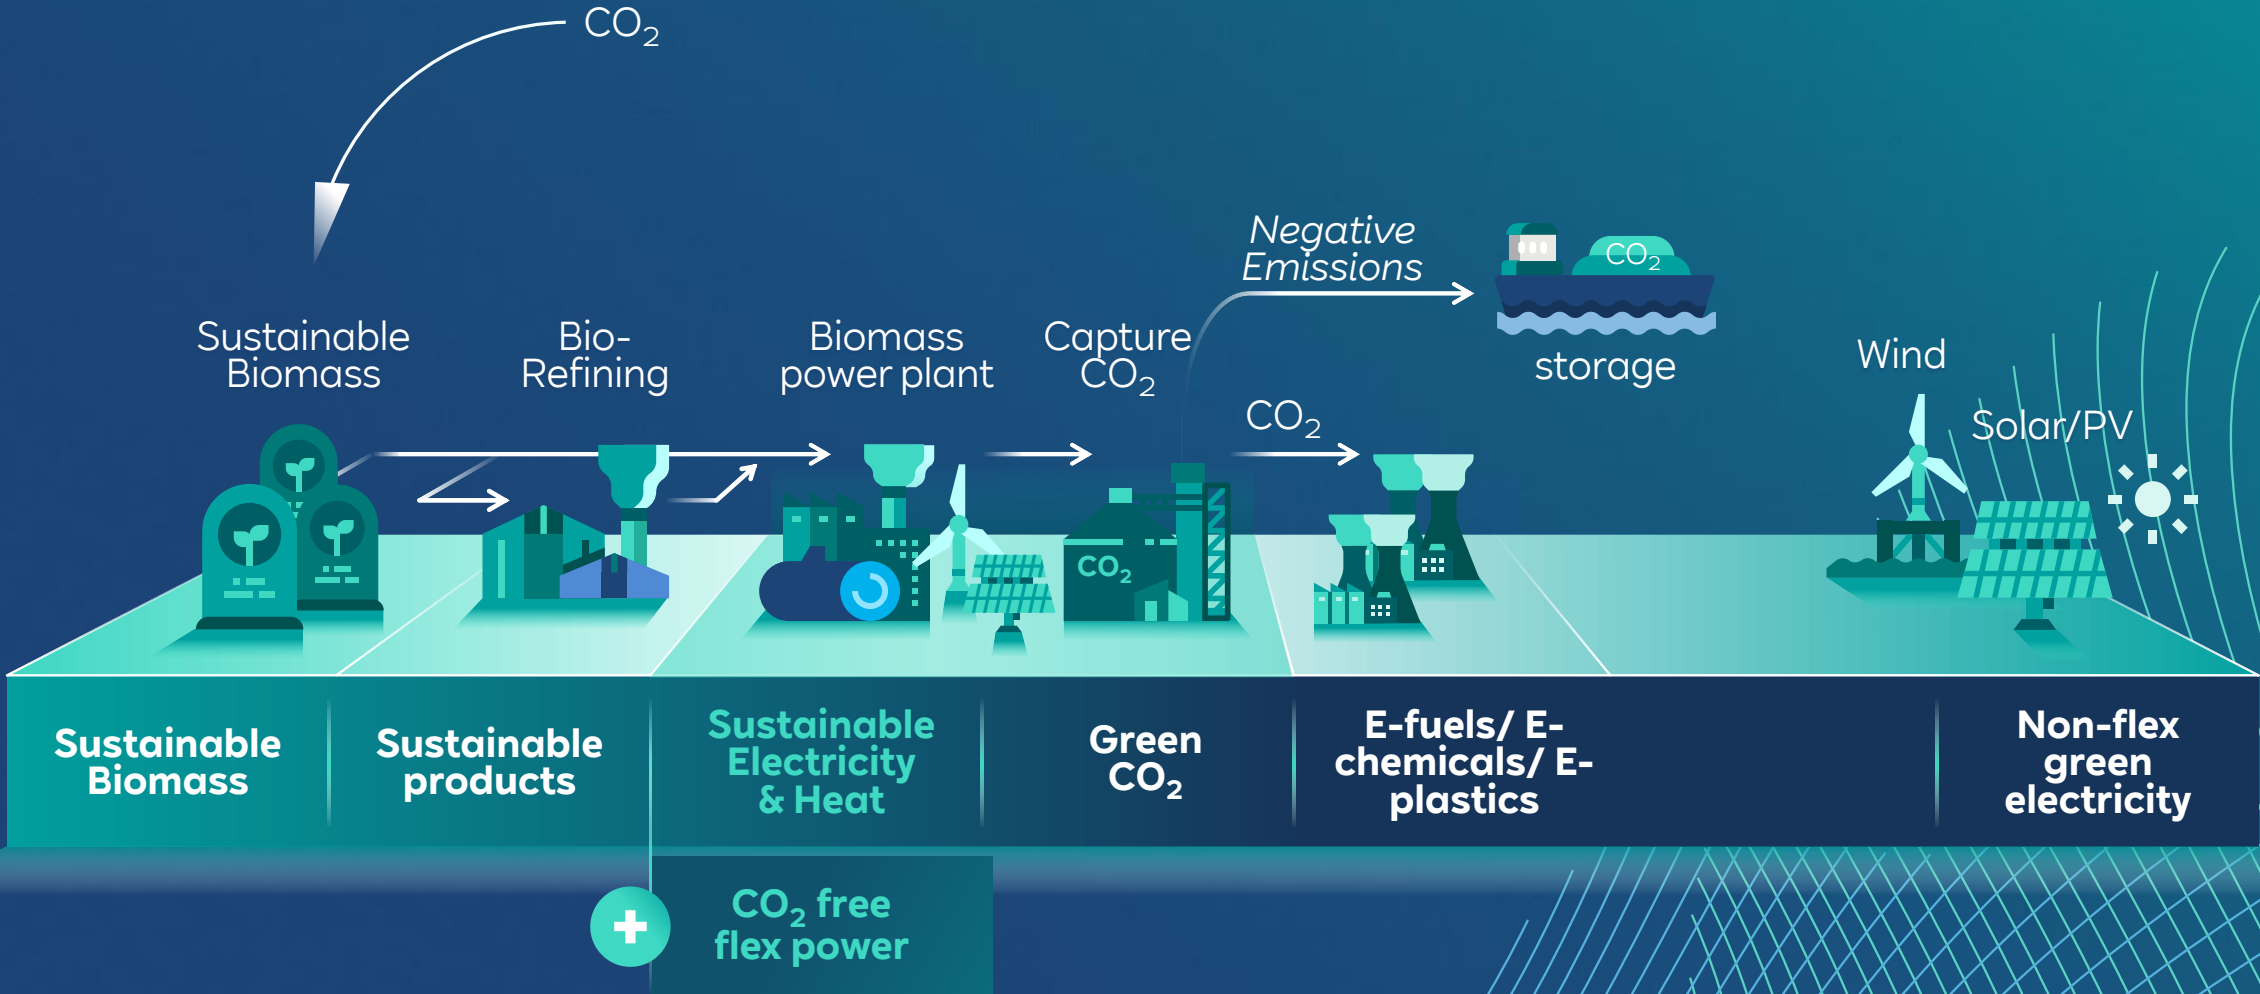 CO₂
Negative
Emissions
CO₂
storage
Sustainable
Biomass
Bio-
Refining
Biomass
power plant
Capture
CO₂
CO₂
Wind
Solar/PV
CO₂
Sustainable
Biomass
Sustainable
products
Sustainable
Electricity
& Heat
Green
CO₂
E-fuels/ E-
chemicals/ E-
plastics
Non-flex
green
electricity
CO₂ free
flex power